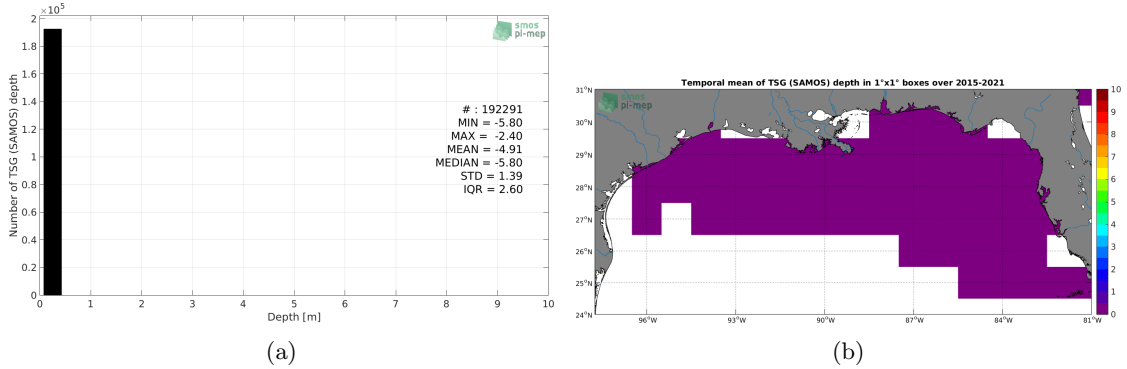 ×10⁵
2
1.8
1.6
1.4
1.2
1
0.8
0.6
0.4
0.2
0
Number of TSG (SAMOS) depth
smos
pi-mep
# : 192291
MIN = -5.80
MAX = -2.40
MEAN = -4.91
MEDIAN = -5.80
STD = 1.39
IQR = 2.60
0 1 2 3 4 5 6 7 8 9 10
Depth [m]
(a)
Temporal mean of TSG (SAMOS) depth in 1°x1° boxes over 2015-2021
smos
pi-mep
31°N
30°N
29°N
28°N
27°N
26°N
25°N
24°N
96°W 93°W 90°W 87°W 84°W 81°W
10
9
8
7
6
5
4
3
2
1
0
(b)